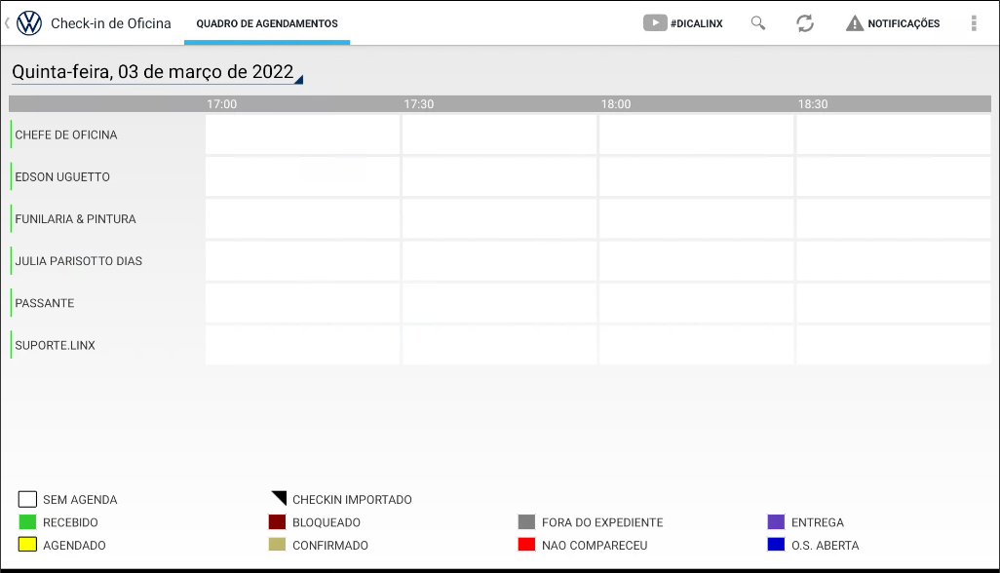 Check-in de Oficina QUADRO DE AGENDAMENTOS #DICALINX NOTIFICAÇÕES
Quinta-feira, 03 de março de 2022
17:00 17:30 18:00 18:30
CHEFE DE OFICINA
EDSON UGUETTO
FUNILARIA & PINTURA
JULIA PARISOTTO DIAS
PASSANTE
SUPORTE.LINX
SEM AGENDA CHECKIN IMPORTADO
RECEBIDO BLOQUEADO FORA DO EXPEDIENTE ENTREGA
AGENDADO CONFIRMADO NAO COMPARECEU O.S. ABERTA